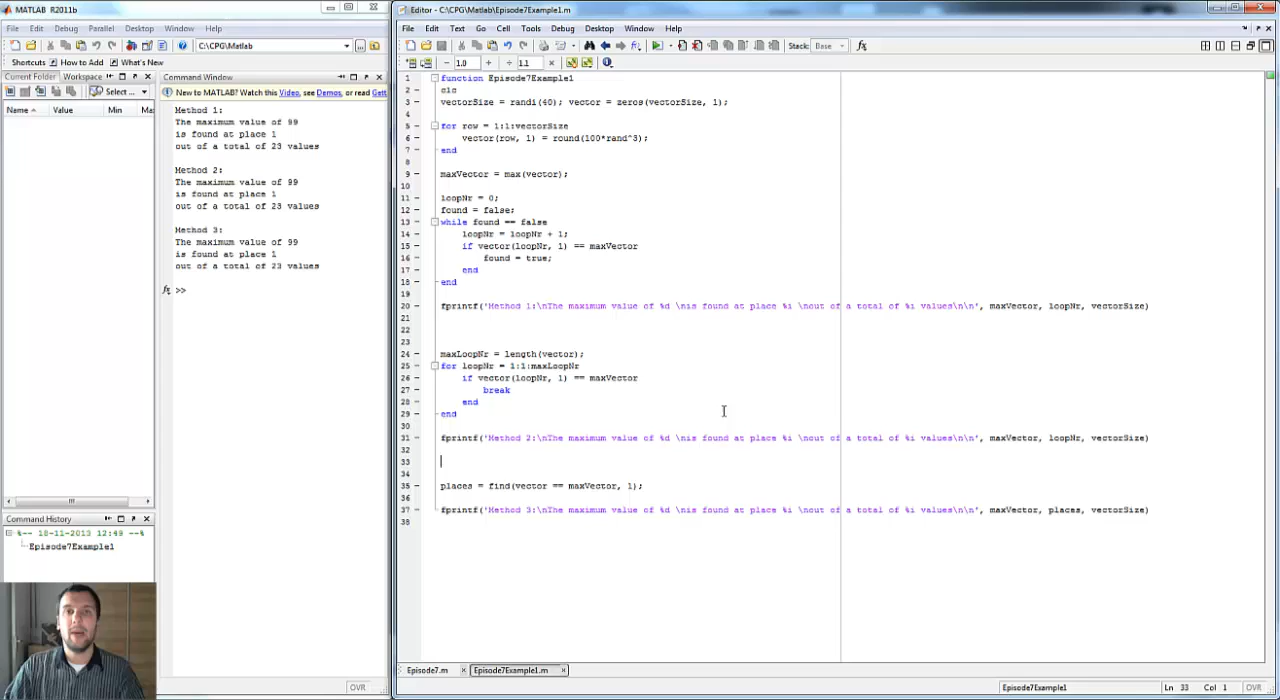 MATLAB R2011b
File Edit Debug Parallel Desktop Window Help
C:\CPG\Matlab
Shortcuts How to Add What's New
Current Folder Workspace
Select ...
Name Value Min
Command Window
New to MATLAB? Watch this Video, see Demos, or read Gett
Method 1:
The maximum value of 99
is found at place 1
out of a total of 23 values
Method 2:
The maximum value of 99
is found at place 1
out of a total of 23 values
Method 3:
The maximum value of 99
is found at place 1
out of a total of 23 values
fx >>
Command History
%-- 18-11-2013 12:49 --%
Episode7Example1
OVR
Editor - C:\CPG\Matlab\Episode7Example1.m
File Edit Text Go Cell Tools Debug Desktop Window Help
Stack: Base fx
1.0 1.1
1 function Episode7Example1
2 clc
3 vectorSize = randi(40); vector = zeros(vectorSize, 1);
4
5 for row = 1:1:vectorSize
6 vector(row, 1) = round(100*rand^3);
7 end
8
9 maxVector = max(vector);
10
11 loopNr = 0;
12 found = false;
13 while found == false
14 loopNr = loopNr + 1;
15 if vector(loopNr, 1) == maxVector
16 found = true;
17 end
18 end
19
20 fprintf('Method 1:\nThe maximum value of %d \nis found at place %i \nout of a total of %i values\n\n', maxVector, loopNr, vectorSize)
21
22
23
24 maxLoopNr = length(vector);
25 for loopNr = 1:1:maxLoopNr
26 if vector(loopNr, 1) == maxVector
27 break
28 end
29 end
30
31 fprintf('Method 2:\nThe maximum value of %d \nis found at place %i \nout of a total of %i values\n\n', maxVector, loopNr, vectorSize)
32
33
34
35 places = find(vector == maxVector, 1);
36
37 fprintf('Method 3:\nThe maximum value of %d \nis found at place %i \nout of a total of %i values\n\n', maxVector, places, vectorSize)
38
Episode7.m Episode7Example1.m
Episode7Example1 Ln 33 Col 1 OVR